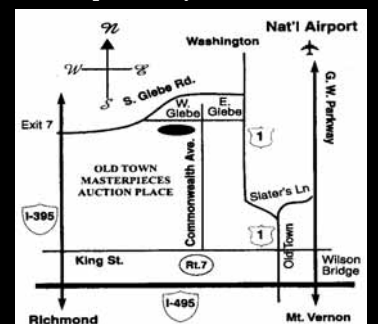 N
Nat'l Airport
Washington
W
E
S. Glebe Rd.
S
W. Glebe
E. Glebe
G. W. Parkway
Exit 7
1
OLD TOWN
MASTERPIECES
AUCTION PLACE
Commonwealth Ave.
Slater's Ln
I-395
1
Old Town
King St.
Rt.7
Wilson
Bridge
I-495
Richmond
Mt. Vernon